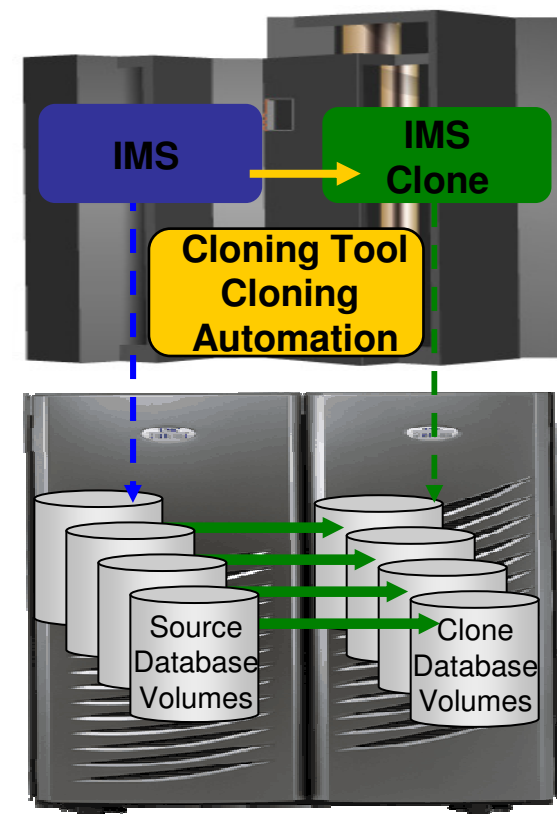 IMS
IMS
Clone
Cloning Tool
Cloning
Automation
Source
Database
Volumes
Clone
Database
Volumes